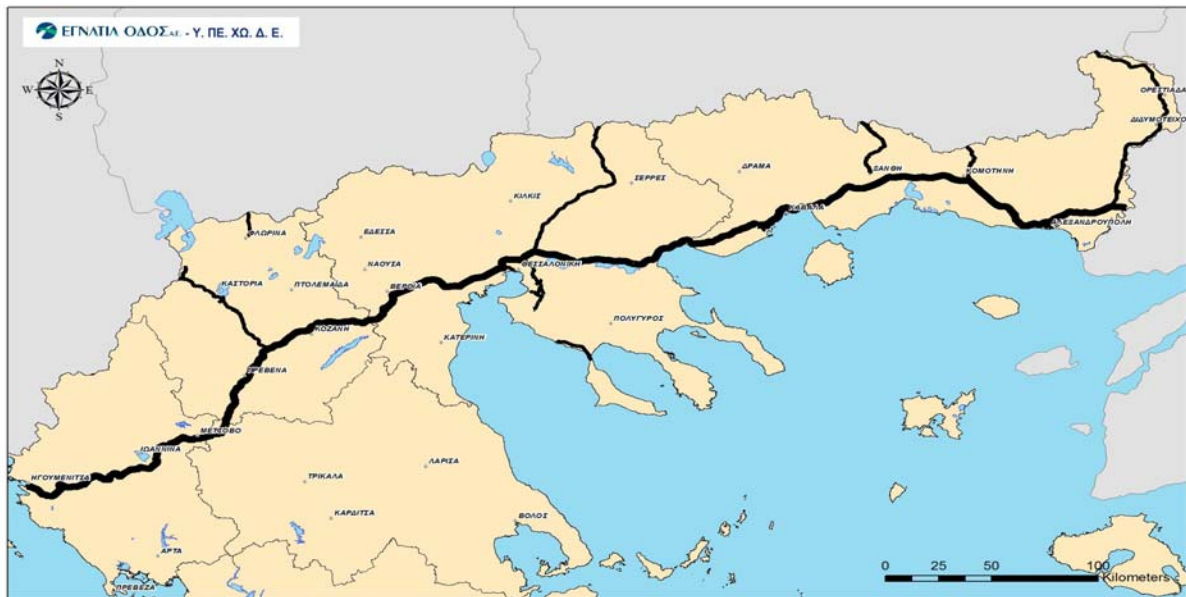 ΕΓΝΑΤΙΑ ΟΔΟΣ Α.Ε. - Υ. ΠΕ. ΧΩ. Δ. Ε.
N
W E
S
ΟΡΕΣΤΙΑΔΑ
ΔΙΔΥΜΟΤΕΙΧΟ
ΞΑΝΘΗ
ΚΟΜΟΤΗΝΗ
ΔΡΑΜΑ
ΣΕΡΡΕΣ
ΚΙΛΚΙΣ
ΚΑΒΑΛΑ
ΑΛΕΞΑΝΔΡΟΥΠΟΛΗ
ΦΛΩΡΙΝΑ
ΕΔΕΣΣΑ
ΘΕΣΣΑΛΟΝΙΚΗ
ΝΑΟΥΣΑ
ΚΑΣΤΟΡΙΑ
ΠΤΟΛΕΜΑΪΔΑ
ΒΕΡΟΙΑ
ΚΟΖΑΝΗ
ΠΟΛΥΓΥΡΟΣ
ΚΑΤΕΡΙΝΗ
ΓΡΕΒΕΝΑ
ΜΕΤΣΟΒΟ
ΙΩΑΝΝΙΝΑ
ΗΓΟΥΜΕΝΙΤΣΑ
ΛΑΡΙΣΑ
ΤΡΙΚΑΛΑ
ΚΑΡΔΙΤΣΑ
ΒΟΛΟΣ
ΑΡΤΑ
ΠΡΕΒΕΖΑ
0 25 50 100
Kilometers